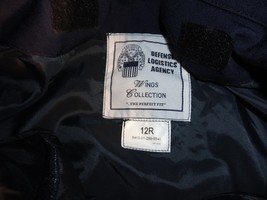 DEFENSE
LOGISTICS
AGENCY
WINGS
COLLECTION
"THE PERFECT FIT"
12R